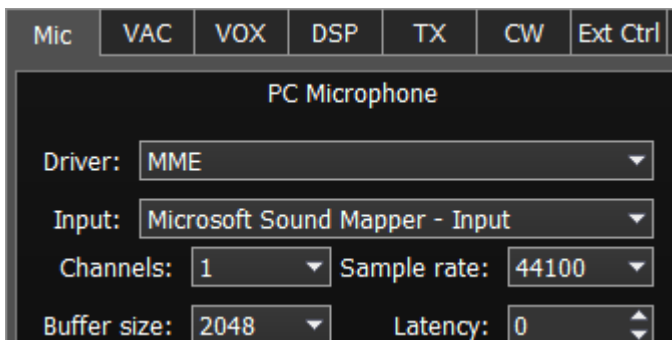 Mic VAC VOX DSP TX CW Ext Ctrl
PC Microphone
Driver: MME
Input: Microsoft Sound Mapper - Input
Channels: 1 Sample rate: 44100
Buffer size: 2048 Latency: 0